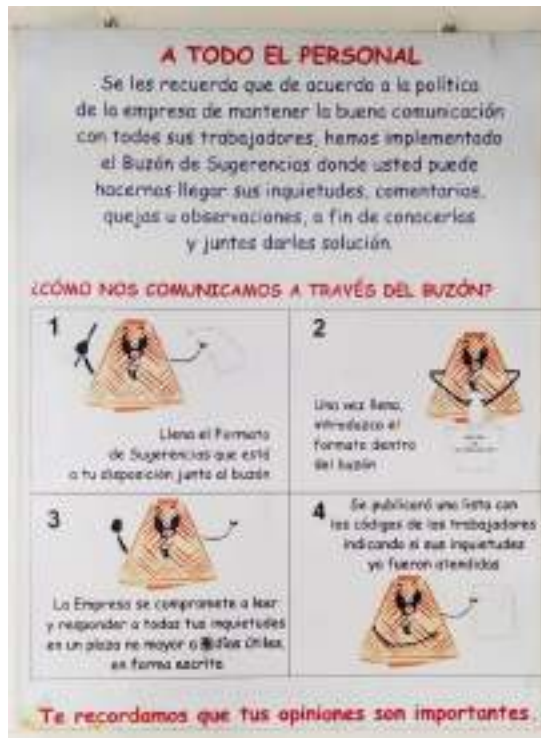 A TODO EL PERSONAL
Se les recuerda que de acuerdo a la política
de la empresa de mantener la buena comunicación
con todos sus trabajadores, hemos implementado
el Buzón de Sugerencias donde usted puede
hacernos llegar sus inquietudes, comentarios,
quejas u observaciones, a fin de conocerlas
y juntos darles solución
¿CÓMO NOS COMUNICAMOS A TRAVÉS DEL BUZÓN?
1
Llena el Formato
de Sugerencias que está
a tu disposición junto al buzón
2
Una vez lleno,
introduzca el
formato dentro
del buzón
3
La Empresa se compromete a leer
y responder a todas tus inquietudes
en un plazo no mayor a días útiles,
en forma escrita
4
Se publicará una lista con
los códigos de los trabajadores
indicando si sus inquietudes
ya fueron atendidas
Te recordamos que tus opiniones son importantes